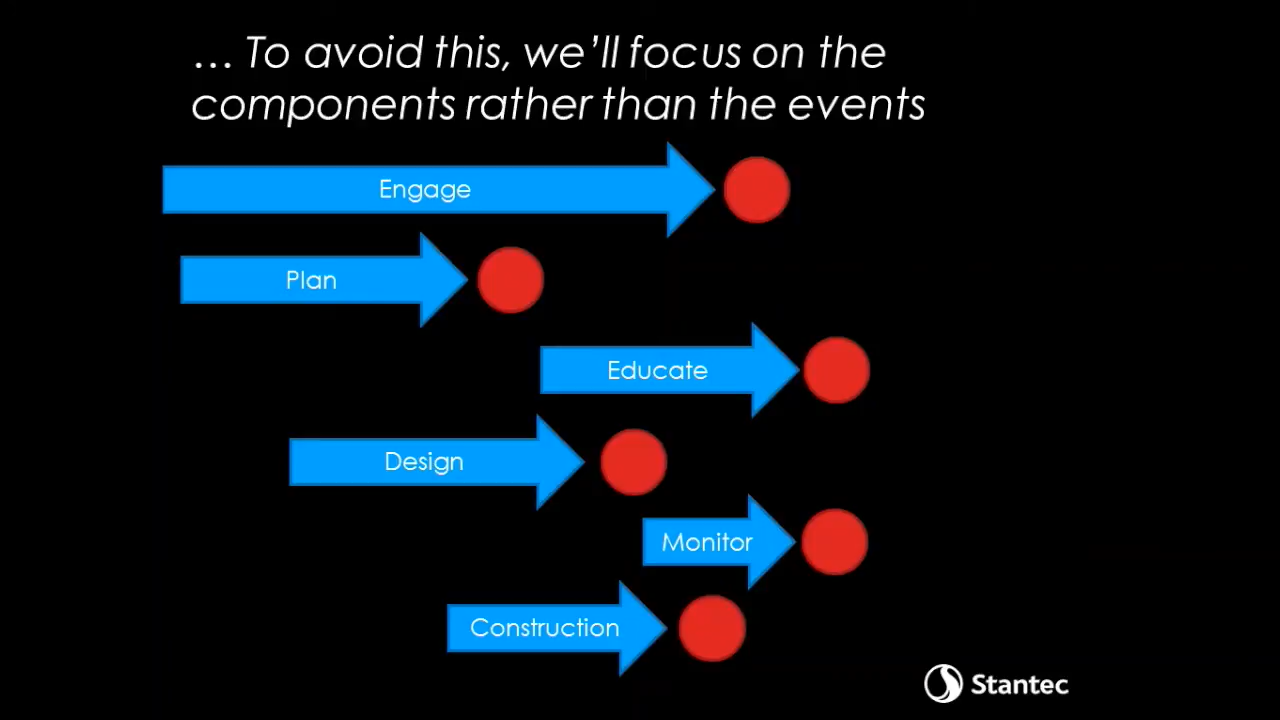 ... To avoid this, we'll focus on the
components rather than the events
Engage
Plan
Educate
Design
Monitor
Construction
Stantec